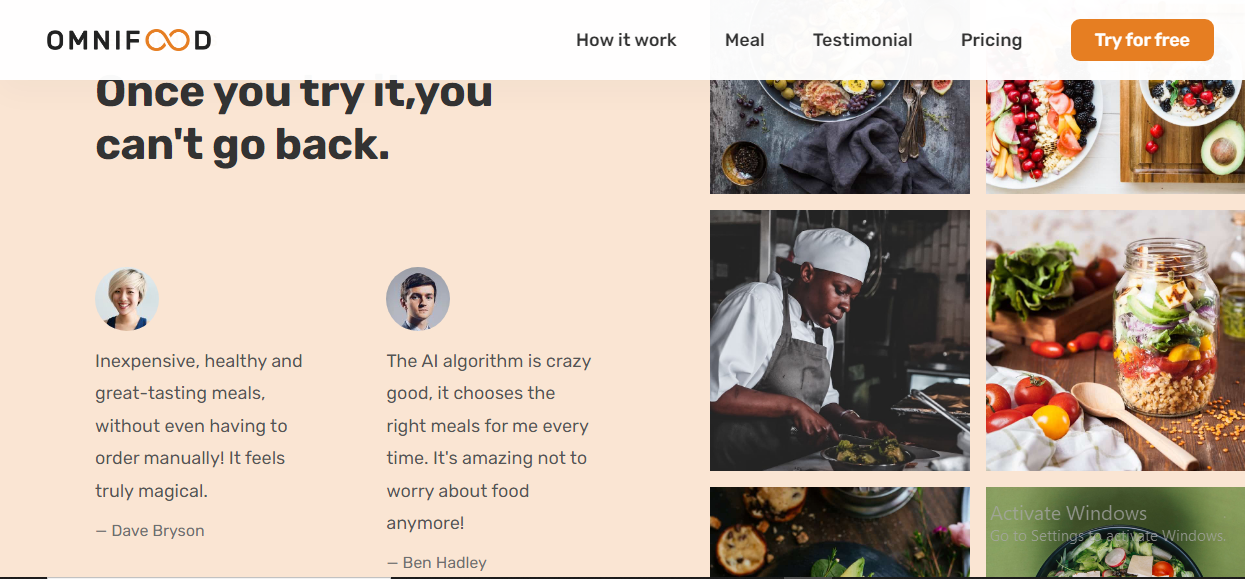 OMNIFOOD
How it work Meal Testimonial Pricing Try for free
Once you try it,you
can't go back.
Inexpensive, healthy and
great-tasting meals,
without even having to
order manually! It feels
truly magical.
— Dave Bryson
The AI algorithm is crazy
good, it chooses the
right meals for me every
time. It's amazing not to
worry about food
anymore!
— Ben Hadley
Activate Windows
Go to Settings to activate Windows.